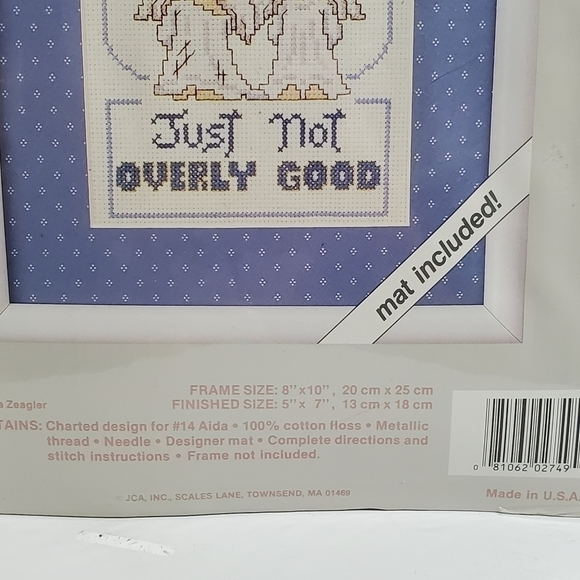 Just Not
OVERLY GOOD
mat included!
FRAME SIZE: 8" x 10", 20 cm x 25 cm
FINISHED SIZE: 5" x 7", 13 cm x 18 cm
a Zeagler
TAINS: Charted design for #14 Aida • 100% cotton floss • Metallic
thread • Needle • Designer mat • Complete directions and
stitch instructions • Frame not included.
0 81062 02749
© JCA, INC., SCALES LANE, TOWNSEND, MA 01469
Made in U.S.A.